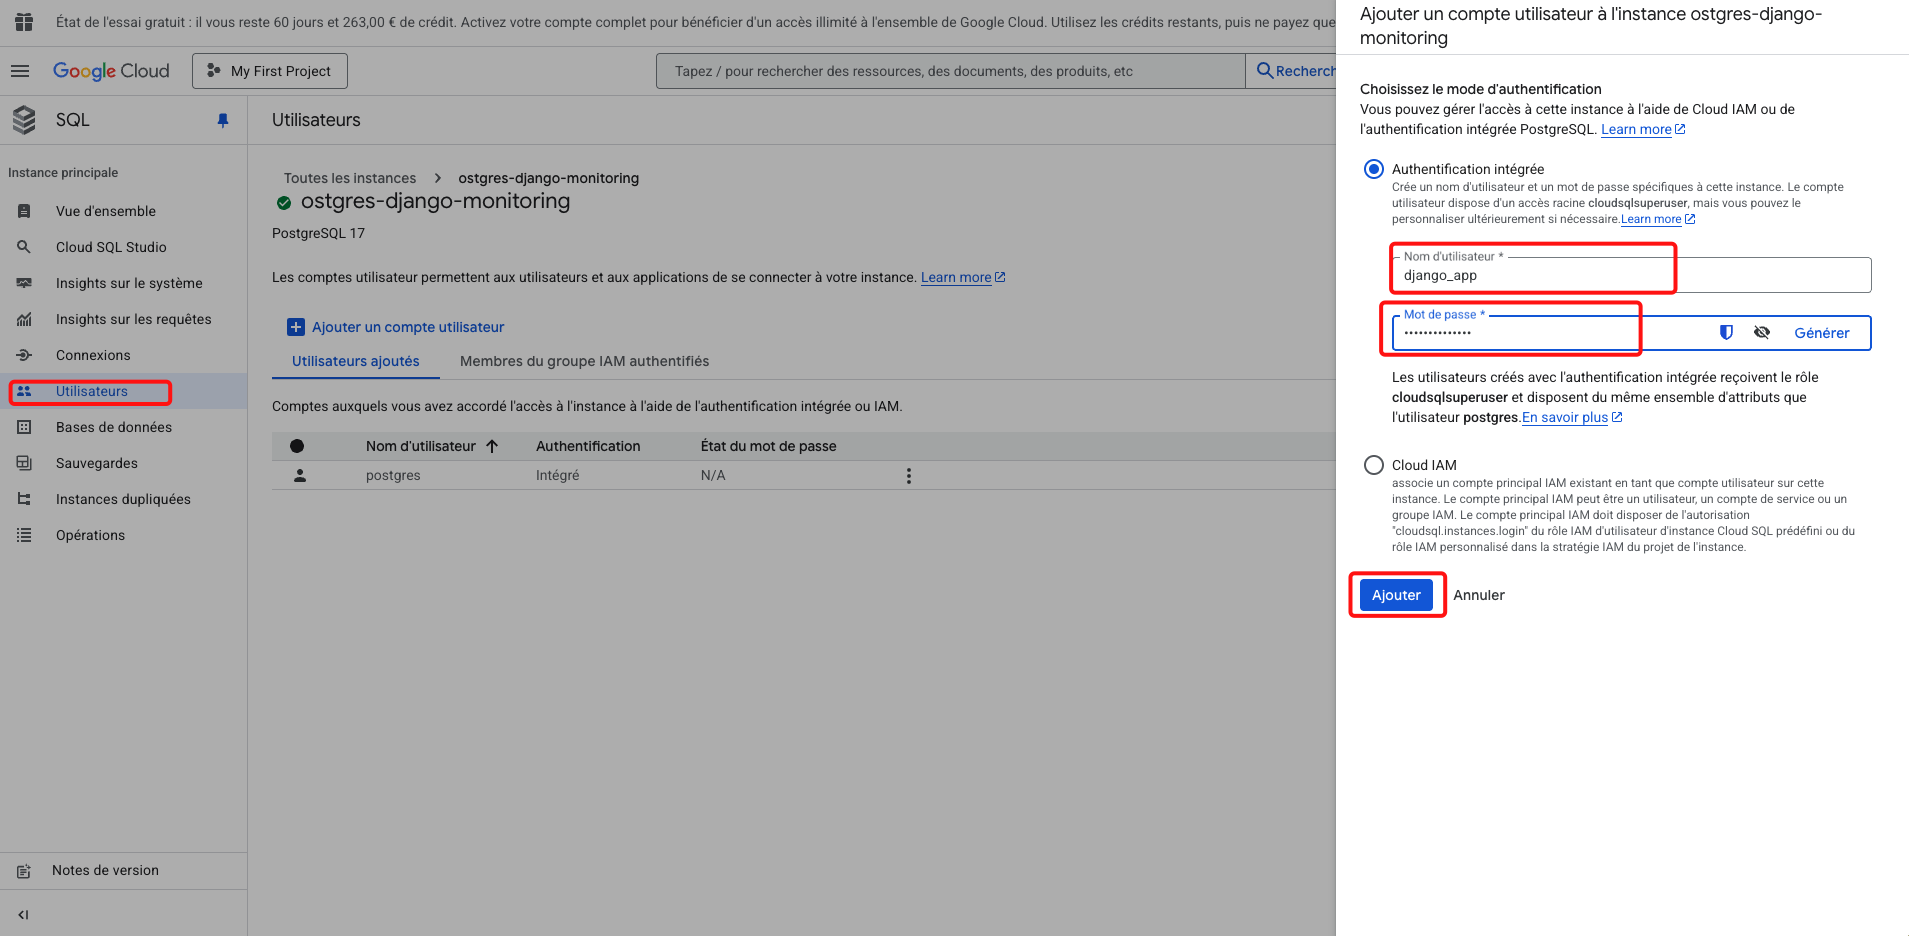 État de l'essai gratuit : il vous reste 60 jours et 263,00 € de crédit. Activez votre compte complet pour bénéficier d'un accès illimité à l'ensemble de Google Cloud. Utilisez les crédits restants, puis ne payez que
Google Cloud
My First Project
Tapez / pour rechercher des ressources, des documents, des produits, etc
Recherch
SQL
Instance principale
Vue d'ensemble
Cloud SQL Studio
Insights sur le système
Insights sur les requêtes
Connexions
Utilisateurs
Bases de données
Sauvegardes
Instances dupliquées
Opérations
Notes de version
Utilisateurs
Toutes les instances
ostgres-django-monitoring
ostgres-django-monitoring
PostgreSQL 17
Les comptes utilisateur permettent aux utilisateurs et aux applications de se connecter à votre instance. Learn more
Ajouter un compte utilisateur
Utilisateurs ajoutés
Membres du groupe IAM authentifiés
Comptes auxquels vous avez accordé l'accès à l'instance à l'aide de l'authentification intégrée ou IAM.
Nom d'utilisateur Authentification État du mot de passe
postgres Intégré N/A
Ajouter un compte utilisateur à l'instance ostgres-django-
monitoring
Choisissez le mode d'authentification
Vous pouvez gérer l'accès à cette instance à l'aide de Cloud IAM ou de
l'authentification intégrée PostgreSQL. Learn more
Authentification intégrée
Crée un nom d'utilisateur et un mot de passe spécifiques à cette instance. Le compte
utilisateur dispose d'un accès racine cloudsqlsuperuser, mais vous pouvez le
personnaliser ultérieurement si nécessaire.Learn more
Nom d'utilisateur *
django_app
Mot de passe *
••••••••••••••
Générer
Les utilisateurs créés avec l'authentification intégrée reçoivent le rôle
cloudsqlsuperuser et disposent du même ensemble d'attributs que
l'utilisateur postgres.En savoir plus
Cloud IAM
associe un compte principal IAM existant en tant que compte utilisateur sur cette
instance. Le compte principal IAM peut être un utilisateur, un compte de service ou un
groupe IAM. Le compte principal IAM doit disposer de l'autorisation
"cloudsql.instances.login" du rôle IAM d'utilisateur d'instance Cloud SQL prédéfini ou du
rôle IAM personnalisé dans la stratégie IAM du projet de l'instance.
Ajouter
Annuler